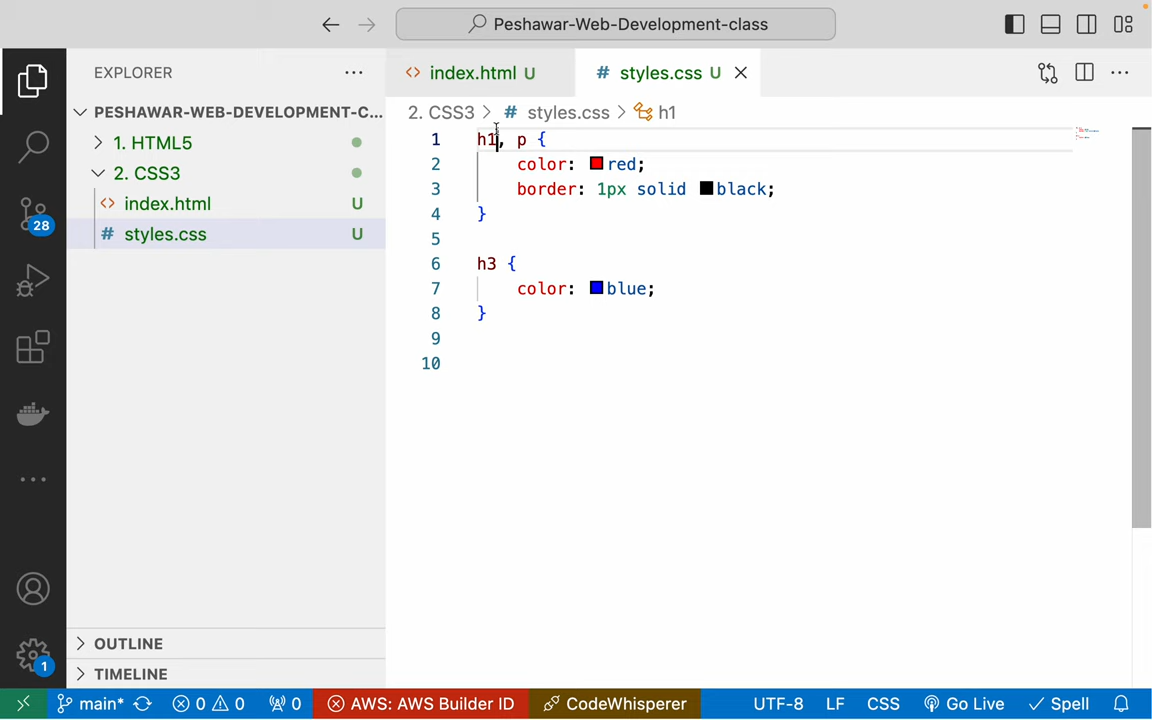 Peshawar-Web-Development-class
EXPLORER
index.html U
# styles.css U
2. CSS3 > # styles.css > h1
PESHAWAR-WEB-DEVELOPMENT-C...
1. HTML5
2. CSS3
index.html U
# styles.css U
28
1
1 h1, p {
2 color: red;
3 border: 1px solid black;
4 }
5
6 h3 {
7 color: blue;
8 }
9
10
OUTLINE
TIMELINE
main* 0 0 0 AWS: AWS Builder ID CodeWhisperer UTF-8 LF CSS Go Live Spell